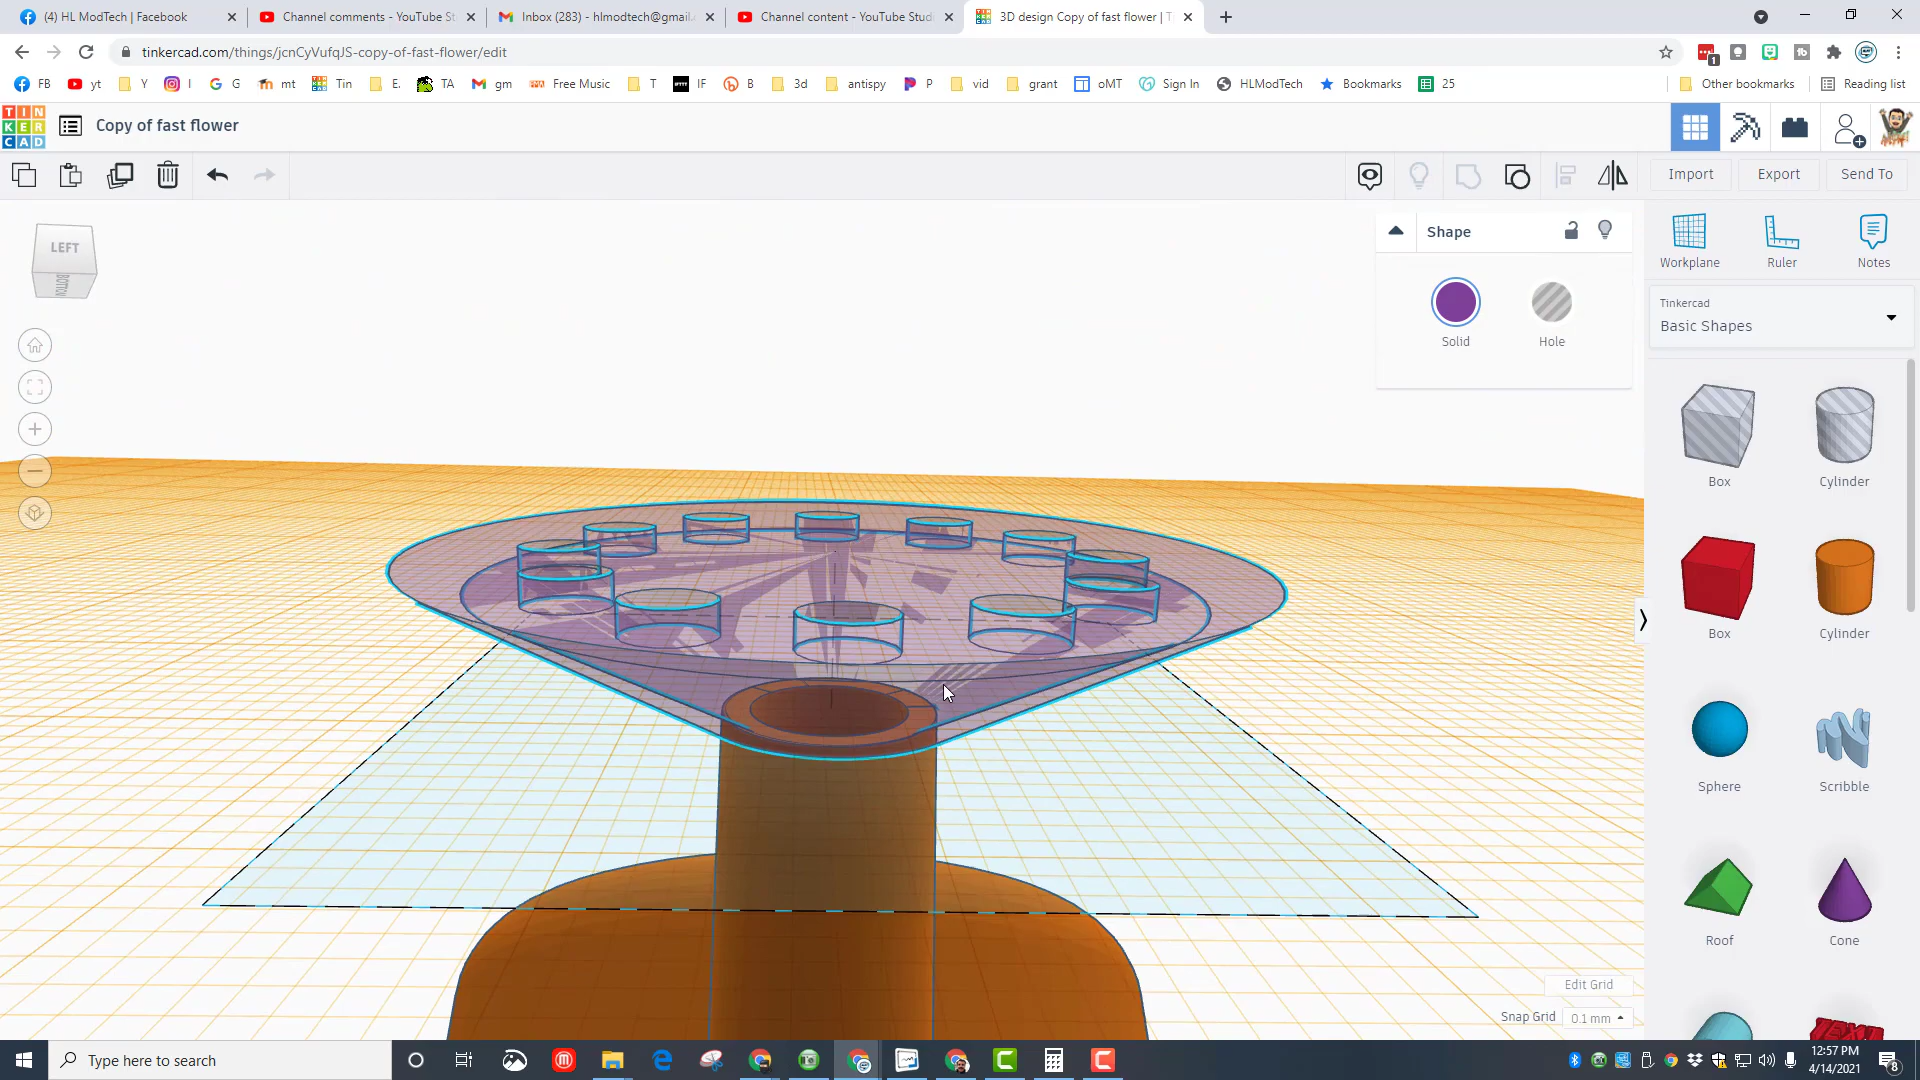 (4) HL ModTech | Facebook
Channel comments - YouTube St
Inbox (283) - hlmodtech@gmail.
Channel content - YouTube Stud
3D design Copy of fast flower | T
tinkercad.com/things/jcnCyVufqJS-copy-of-fast-flower/edit
FB
yt
Y
I
G
mt
Tin
E.
TA
gm
Free Music
T
IF
B
3d
antispy
P
vid
grant
oMT
Sign In
HLModTech
Bookmarks
25
Other bookmarks
Reading list
TIN
KER
CAD
Copy of fast flower
Import
Export
Send To
LEFT
BOTTOM
Shape
Solid
Hole
Workplane
Ruler
Notes
Tinkercad
Basic Shapes
Box
Cylinder
Box
Cylinder
Sphere
Scribble
Roof
Cone
TEXT
Edit Grid
Snap Grid
0.1 mm
Type here to search
12:57 PM
4/14/2021
8